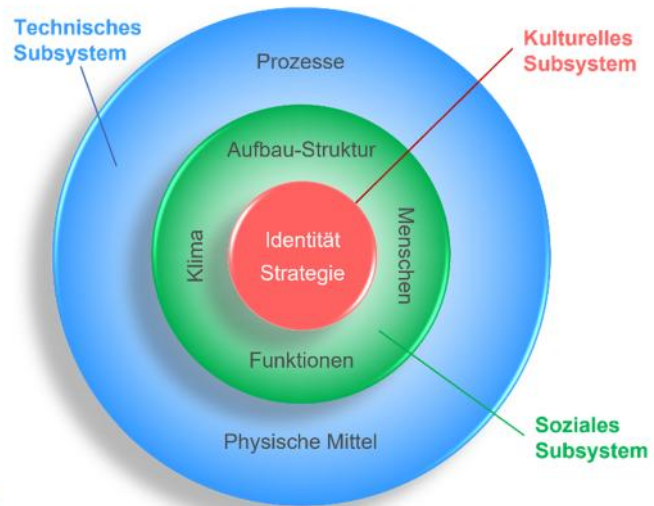 Technisches
Subsystem
Kulturelles
Subsystem
Prozesse
Aufbau-Struktur
Klima
Menschen
Identität
Strategie
Funktionen
Physische Mittel
Soziales
Subsystem